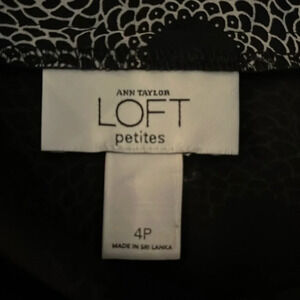 ANN TAYLOR
LOFT
petites
4P
MADE IN SRI LANKA